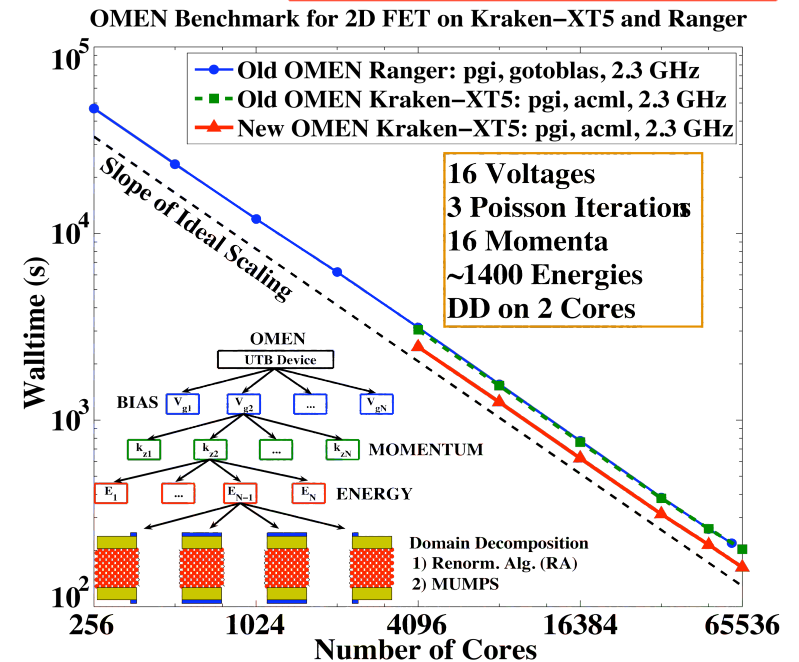 OMEN Benchmark for 2D FET on Kraken−XT5 and Ranger
10^5
10^4
10^3
10^2
Walltime (s)
Old OMEN Ranger: pgi, gotoblas, 2.3 GHz
Old OMEN Kraken−XT5: pgi, acml, 2.3 GHz
New OMEN Kraken−XT5: pgi, acml, 2.3 GHz
Slope of Ideal Scaling
16 Voltages
3 Poisson Iterations
16 Momenta
~1400 Energies
DD on 2 Cores
OMEN
UTB Device
BIAS
V_g1 V_g2 ... V_gN
k_z1 k_z2 ... k_zN
MOMENTUM
E_1 ... E_N−1 E_N
ENERGY
Domain Decomposition
1) Renorm. Alg. (RA)
2) MUMPS
256 1024 4096 16384 65536
Number of Cores